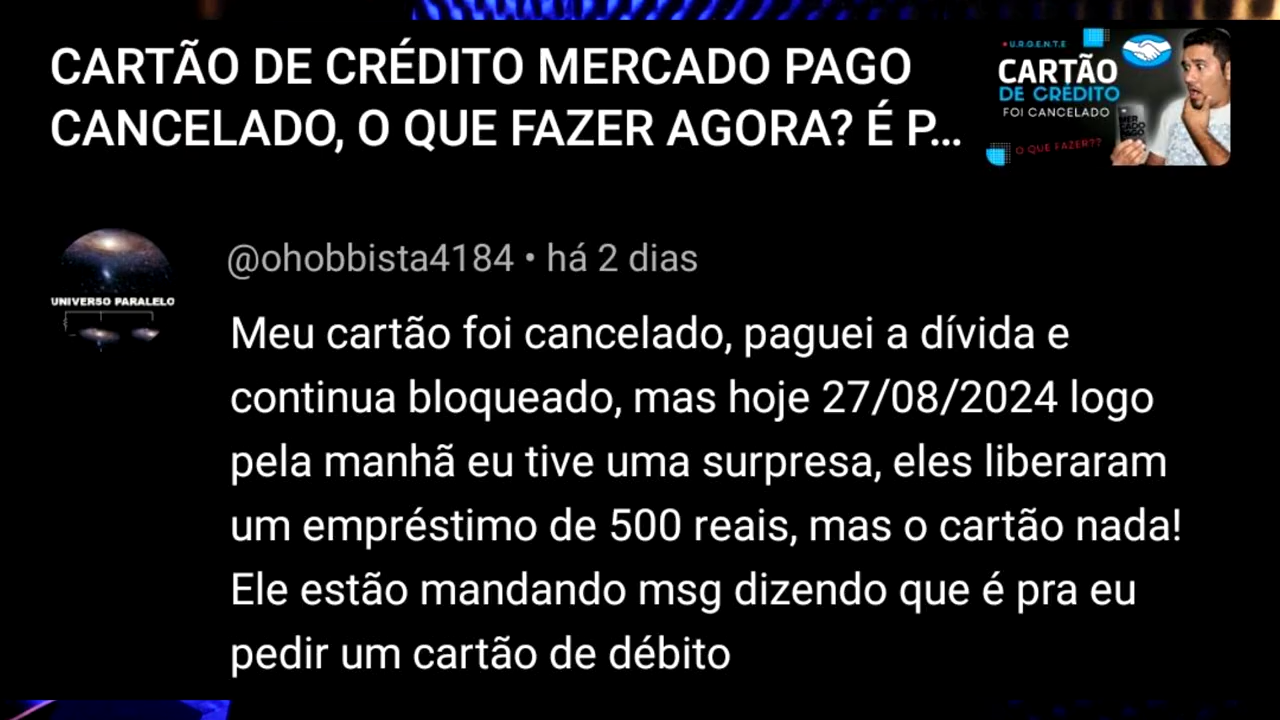 CARTÃO DE CRÉDITO MERCADO PAGO
CANCELADO, O QUE FAZER AGORA? É P...
•U.R.G.E.N.T.E
CARTÃO
DE CRÉDITO
FOI CANCELADO
O QUE FAZER??
MER
CADO
PAGO
@ohobbista4184 • há 2 dias
UNIVERSO PARALELO
Meu cartão foi cancelado, paguei a dívida e
continua bloqueado, mas hoje 27/08/2024 logo
pela manhã eu tive uma surpresa, eles liberaram
um empréstimo de 500 reais, mas o cartão nada!
Ele estão mandando msg dizendo que é pra eu
pedir um cartão de débito